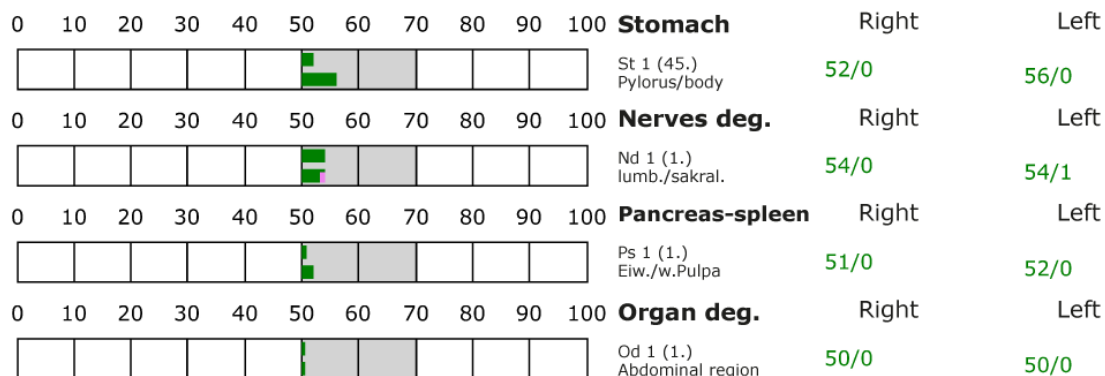 0 10 20 30 40 50 60 70 80 90 100 Stomach Right Left
St 1 (45.) 52/0 56/0
Pylorus/body
0 10 20 30 40 50 60 70 80 90 100 Nerves deg. Right Left
Nd 1 (1.) 54/0 54/1
lumb./sakral.
0 10 20 30 40 50 60 70 80 90 100 Pancreas-spleen Right Left
Ps 1 (1.) 51/0 52/0
Eiw./w.Pulpa
0 10 20 30 40 50 60 70 80 90 100 Organ deg. Right Left
Od 1 (1.) 50/0 50/0
Abdominal region